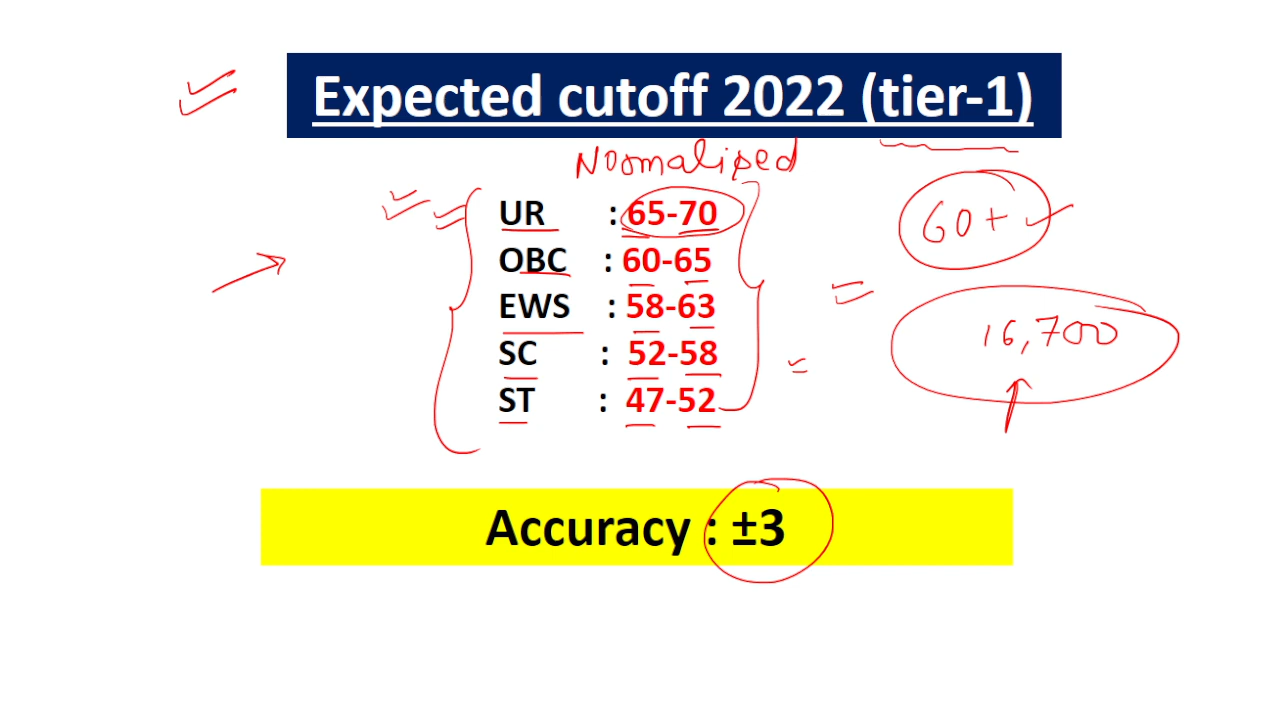 Expected cutoff 2022 (tier-1)
Normalized
UR : 65-70
60+
OBC : 60-65
EWS : 58-63
16,700
SC : 52-58
ST : 47-52
Accuracy : ±3